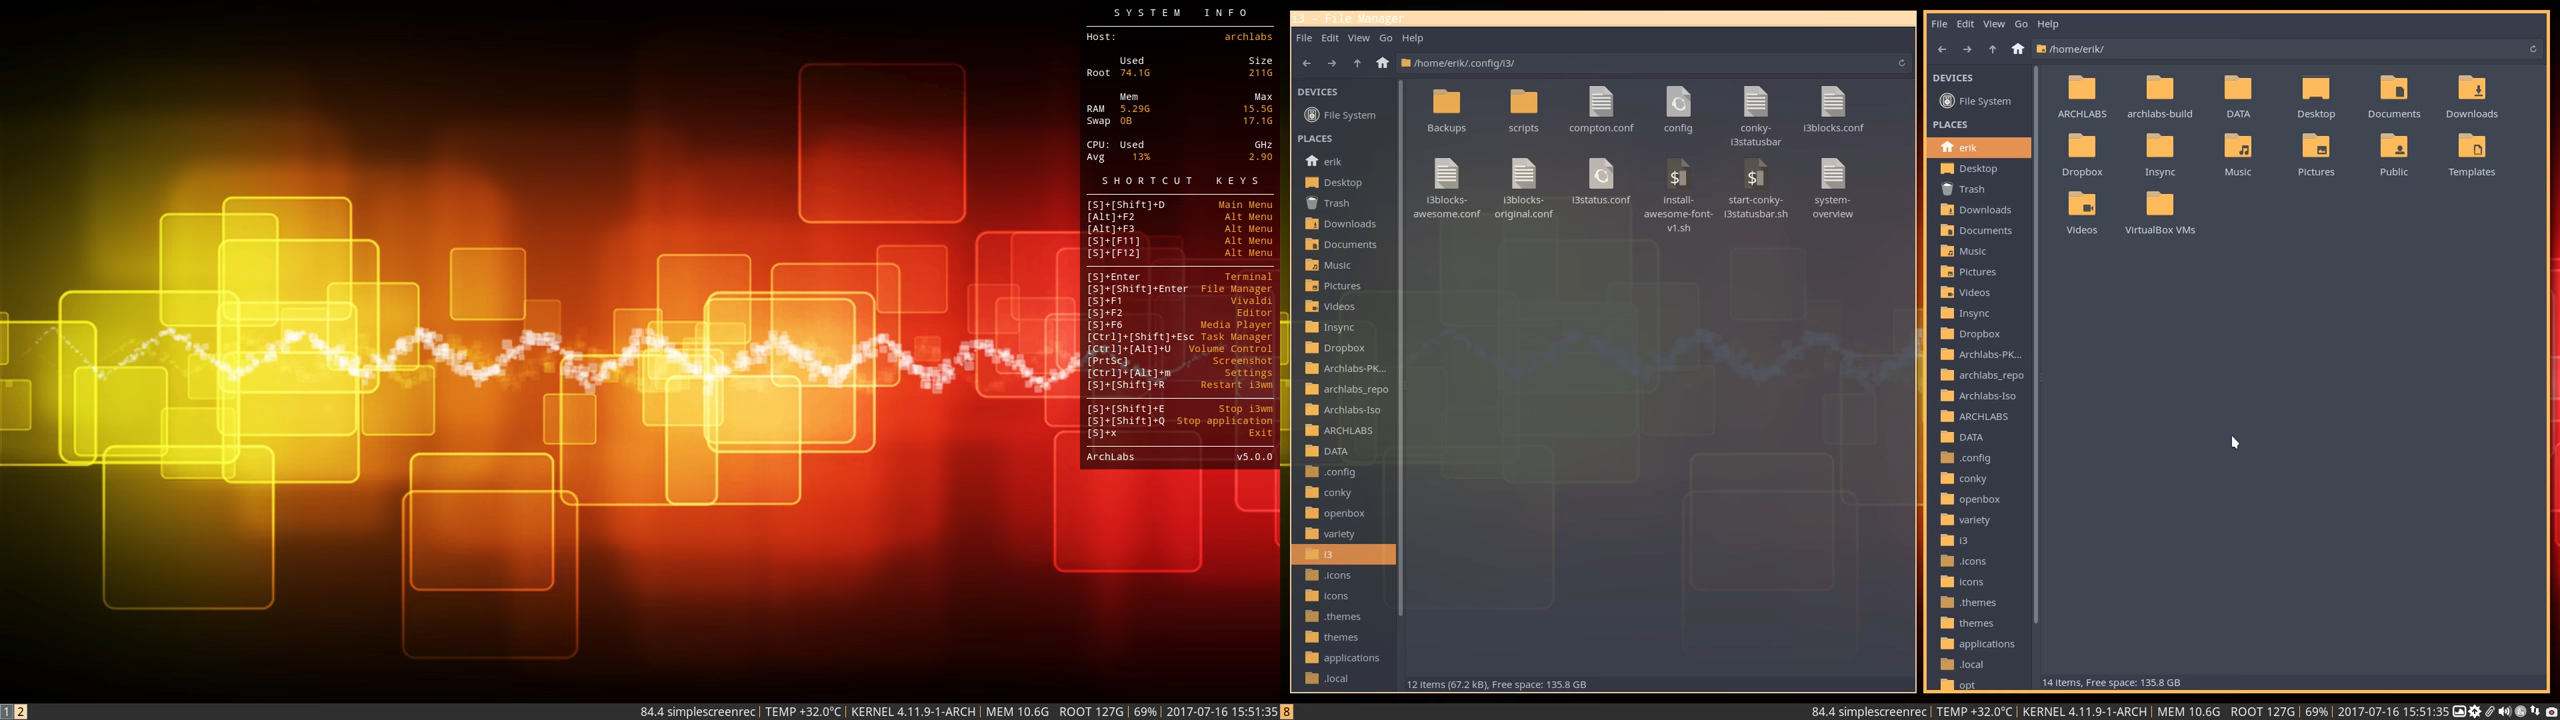 SYSTEM INFO
Host: archlabs
Used Size
Root 74.1G 211G
Mem Max
RAM 5.29G 15.5G
Swap 0B 17.1G
CPU: Used GHz
Avg 13% 2.90
SHORTCUT KEYS
[S]+[Shift]+D Main Menu
[Alt]+F2 Alt Menu
[Alt]+F3 Alt Menu
[S]+[F11] Alt Menu
[S]+[F12] Alt Menu
[S]+Enter Terminal
[S]+[Shift]+Enter File Manager
[S]+F1 Vivaldi
[S]+F2 Editor
[S]+F6 Media Player
[Ctrl]+[Shift]+Esc Task Manager
[Ctrl]+[Alt]+U Volume Control
[PrtSc] Screenshot
[Ctrl]+[Alt]+m Settings
[S]+[Shift]+R Restart i3wm
[S]+[Shift]+E Stop i3wm
[S]+[Shift]+Q Stop application
[S]+x Exit
ArchLabs v5.0.0
i3 - File Manager
File Edit View Go Help
/home/erik/.config/i3/
DEVICES
File System
PLACES
erik
Desktop
Trash
Downloads
Documents
Music
Pictures
Videos
Insync
Dropbox
Archlabs-PK...
archlabs_repo
Archlabs-Iso
ARCHLABS
DATA
.config
conky
openbox
variety
i3
.icons
icons
.themes
themes
applications
.local
Backups
scripts
compton.conf
config
conky-
i3statusbar
i3blocks.conf
i3blocks-
awesome.conf
i3blocks-
original.conf
i3status.conf
install-
awesome-font-
v1.sh
start-conky-
i3statusbar.sh
system-
overview
12 items (67.2 kB), Free space: 135.8 GB
File Edit View Go Help
/home/erik/
DEVICES
File System
PLACES
erik
Desktop
Trash
Downloads
Documents
Music
Pictures
Videos
Insync
Dropbox
Archlabs-PK...
archlabs_repo
Archlabs-Iso
ARCHLABS
DATA
.config
conky
openbox
variety
i3
.icons
icons
.themes
themes
applications
.local
opt
ARCHLABS archlabs-build DATA Desktop Documents Downloads
Dropbox Insync Music Pictures Public Templates
Videos VirtualBox VMs
14 items, Free space: 135.8 GB
1 2 84.4 simplescreenrec | TEMP +32.0°C | KERNEL 4.11.9-1-ARCH | MEM 10.6G ROOT 127G | 69% | 2017-07-16 15:51:35
8 84.4 simplescreenrec | TEMP +32.0°C | KERNEL 4.11.9-1-ARCH | MEM 10.6G ROOT 127G | 69% | 2017-07-16 15:51:35